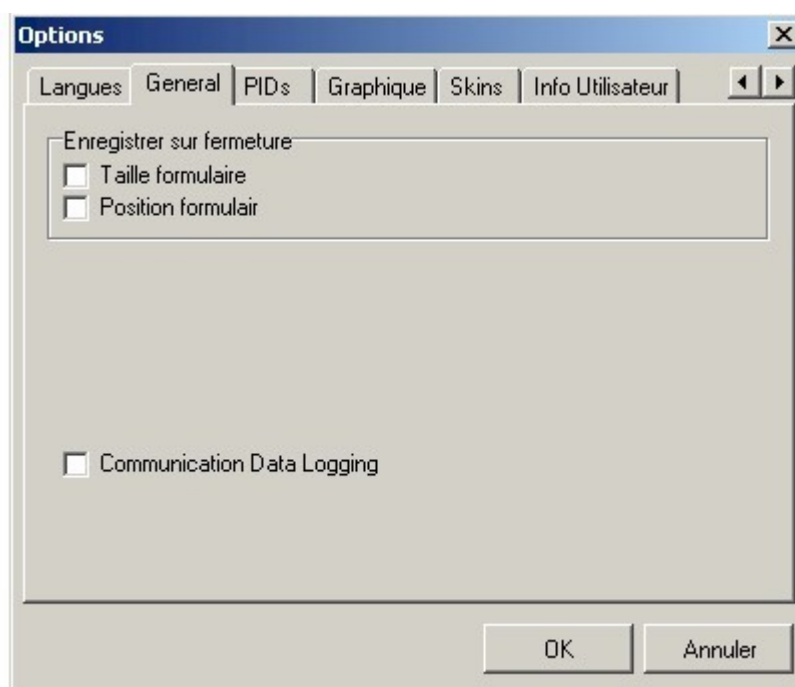 Options
Langues General PIDs Graphique Skins Info Utilisateur
Enregistrer sur fermeture
Taille formulaire
Position formulair
Communication Data Logging
OK Annuler